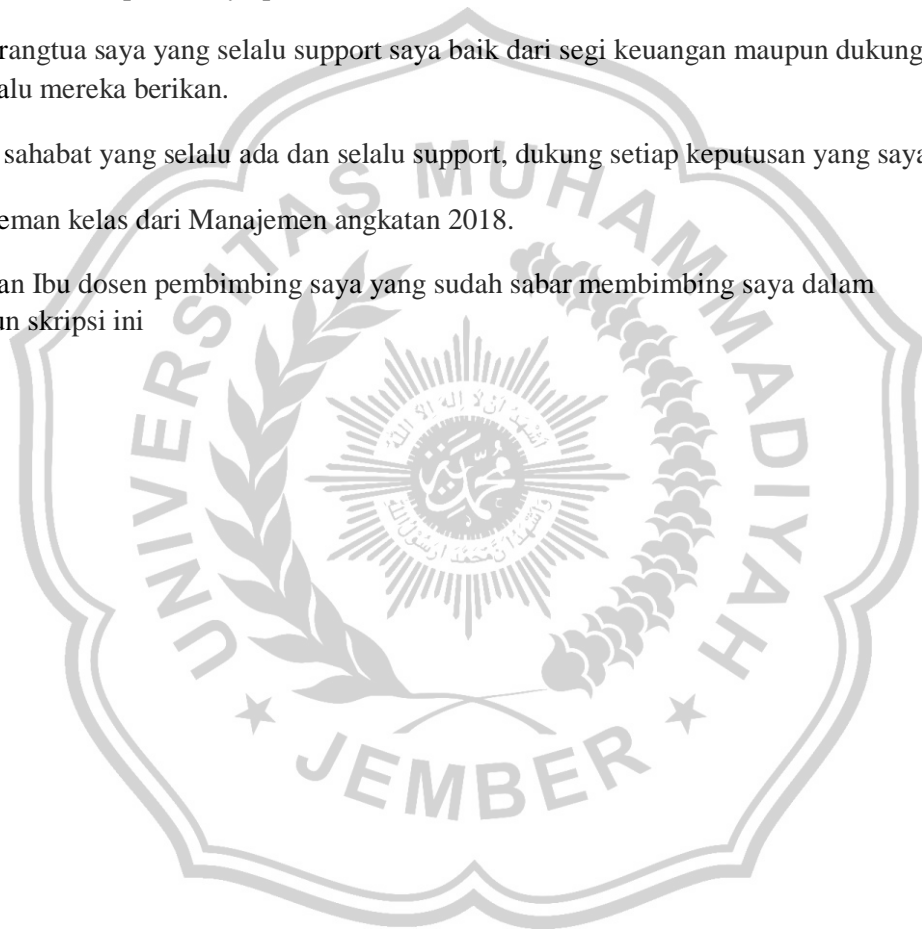 rangtua saya yang selalu support saya baik dari segi keuangan maupun dukung
alu mereka berikan.
sahabat yang selalu ada dan selalu support, dukung setiap keputusan yang saya
eman kelas dari Manajemen angkatan 2018.
an Ibu dosen pembimbing saya yang sudah sabar membimbing saya dalam
un skripsi ini
UNIVERSITAS MUHAMMADIYAH
JEMBER